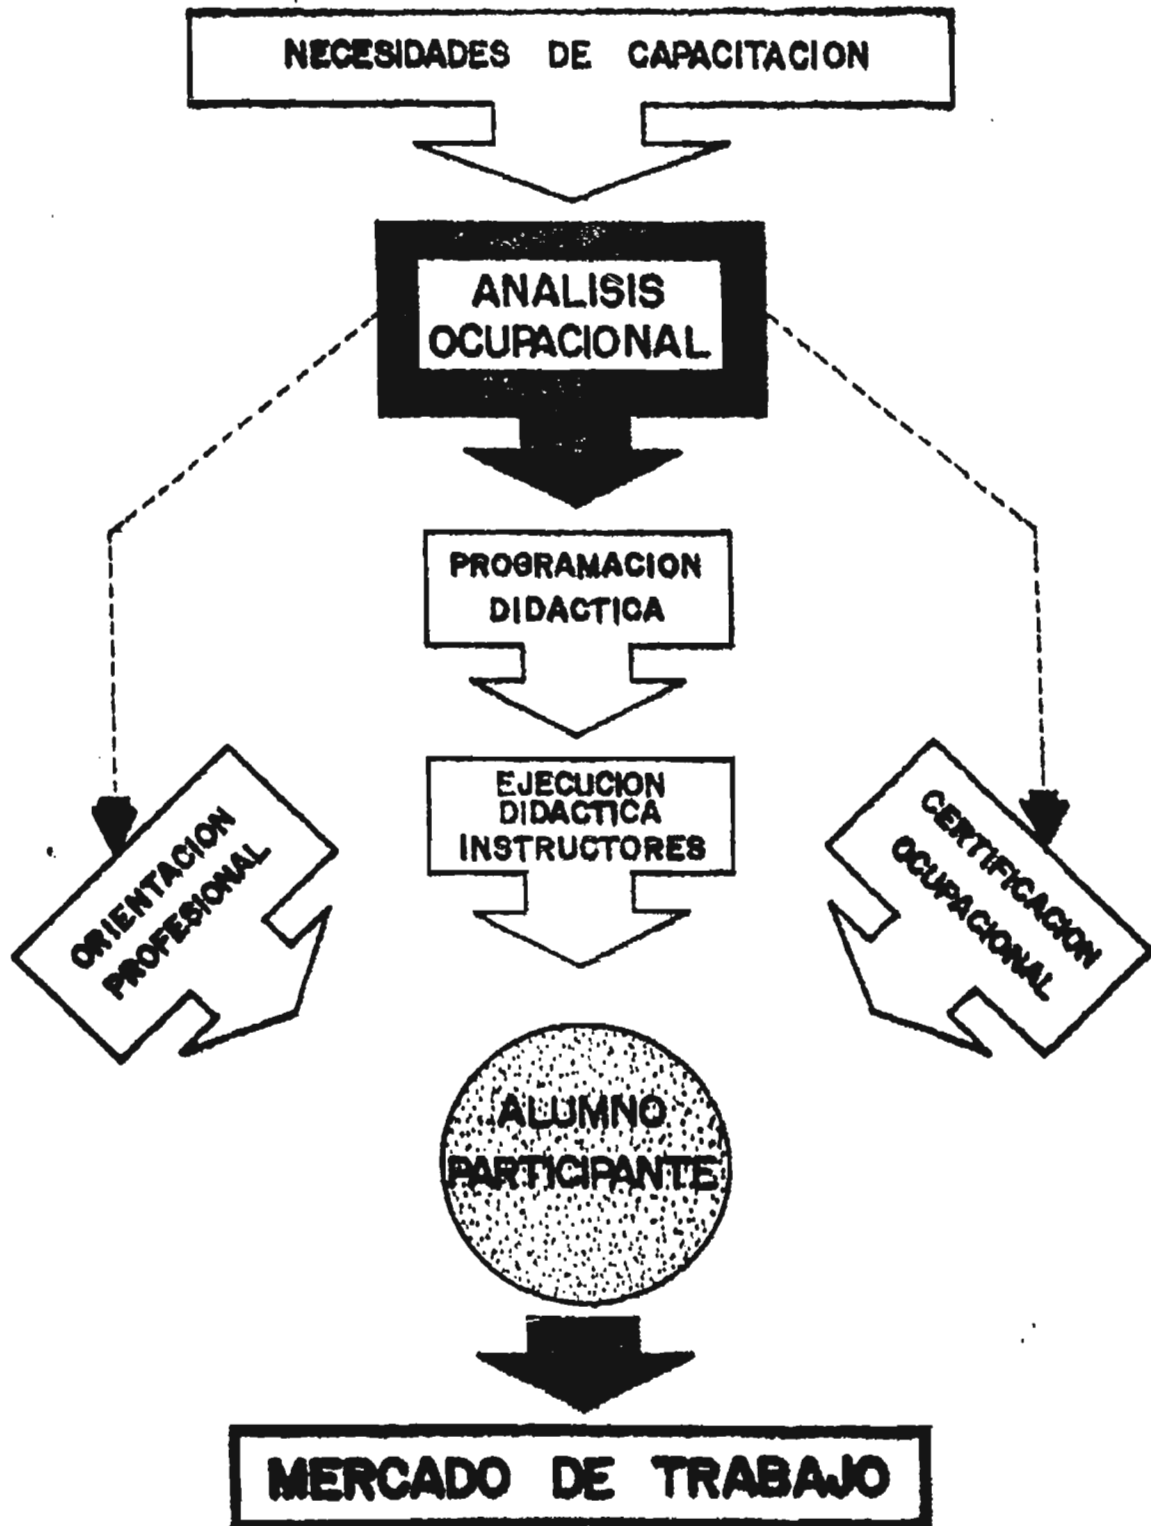 NECESIDADES DE CAPACITACION
ANALISIS
OCUPACIONAL
PROGRAMACION
DIDACTICA
EJECUCION
DIDACTICA
INSTRUCTORES
ORIENTACION
PROFESIONAL
CERTIFICACION
OCUPACIONAL
ALUMNO
PARTICIPANTE
MERCADO DE TRABAJO